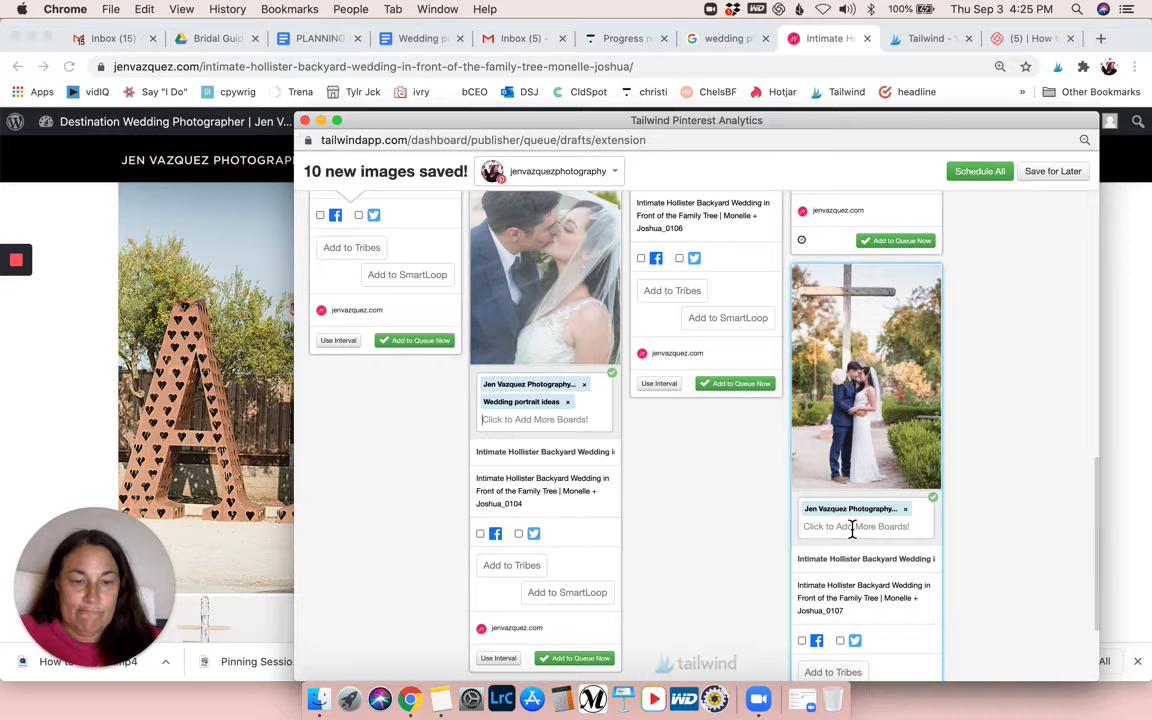 Chrome File Edit View History Bookmarks People Tab Window Help
WD
100%
Thu Sep 3 4:25 PM
15
Inbox (15)
Bridal Gui
PLANNING
Wedding p
Inbox (5)
Progress re
wedding p
Intimate H
Tailwind -
(5) | How t
jenvazquez.com/intimate-hollister-backyard-wedding-in-front-of-the-family-tree-monelle-joshua/
Apps
vidIQ
Say "I Do"
cpywrig
Trena
Tylr Jck
ivry
bCEO
DSJ
CldSpot
christi
ChelsBF
Hotjar
Tailwind
headline
»
Other Bookmarks
Destination Wedding Photographer | Jen V...
JEN VAZQUEZ PHOTOGRAP
Tailwind Pinterest Analytics
tailwindapp.com/dashboard/publisher/queue/drafts/extension
10 new images saved!
jenvazquezphotography
Schedule All
Save for Later
Add to Tribes
Add to SmartLoop
jenvazquez.com
Use Interval
Add to Queue Now
Jen Vazquez Photography... ×
Wedding portrait ideas ×
Click to Add More Boards!
Intimate Hollister Backyard Wedding i
Intimate Hollister Backyard Wedding in
Front of the Family Tree | Monelle +
Joshua_0104
Add to Tribes
Add to SmartLoop
jenvazquez.com
Use Interval
Add to Queue Now
Intimate Hollister Backyard Wedding in
Front of the Family Tree | Monelle +
Joshua_0106
Add to Tribes
Add to SmartLoop
jenvazquez.com
Use Interval
Add to Queue Now
jenvazquez.com
Add to Queue Now
Jen Vazquez Photography... ×
Click to Add More Boards!
Intimate Hollister Backyard Wedding i
Intimate Hollister Backyard Wedding in
Front of the Family Tree | Monelle +
Joshua_0107
Add to Tribes
tailwind
A
Pinning Sessio
All
Lrc
WD